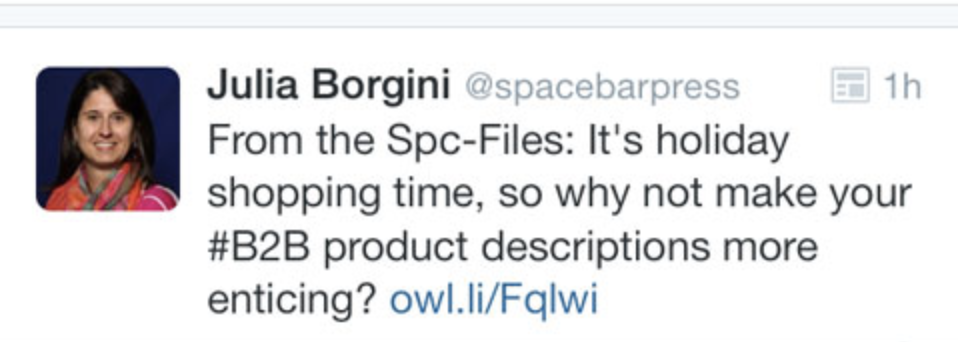 Julia Borgini @spacebarpress 1h
From the Spc-Files: It's holiday
shopping time, so why not make your
#B2B product descriptions more
enticing? owl.li/Fqlwi